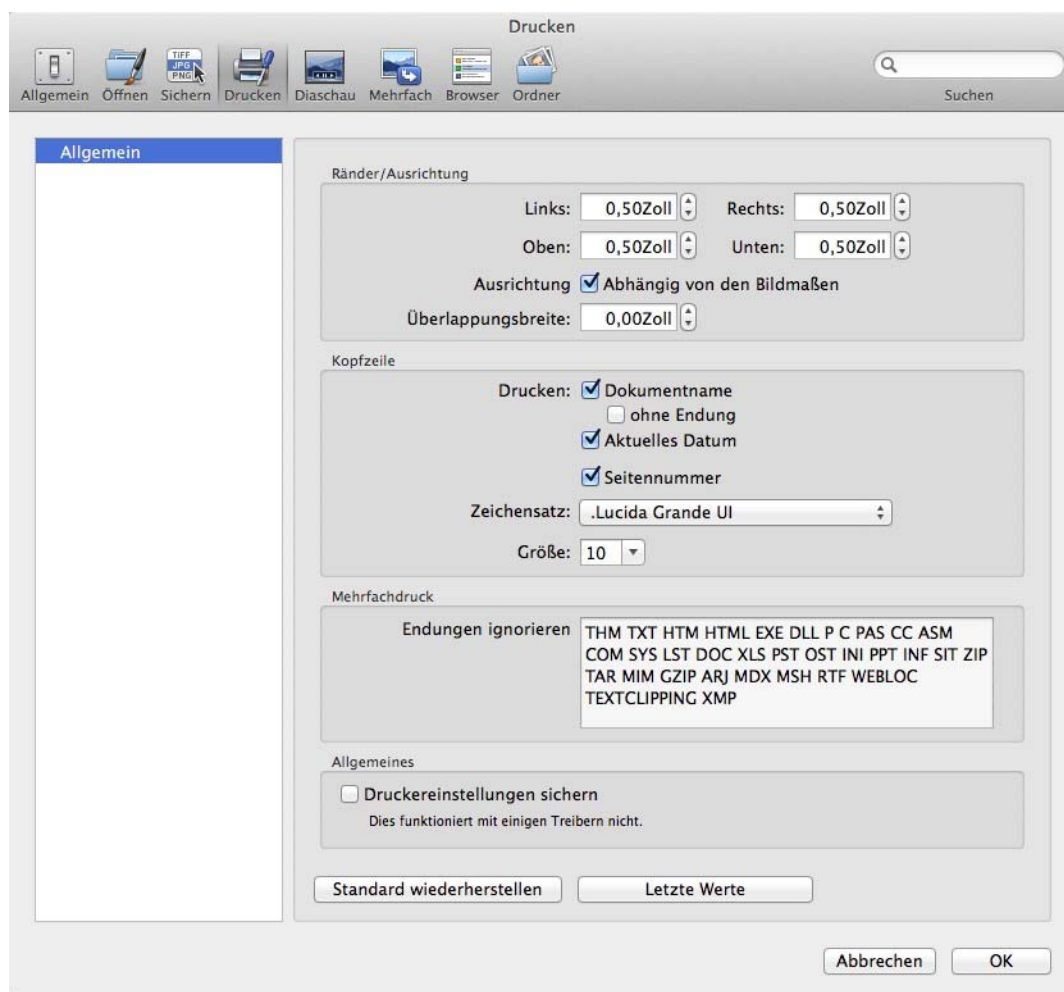 Drucken
TIFF
JPG
PNG
Allgemein Öffnen Sichern Drucken Diaschau Mehrfach Browser Ordner Suchen
Allgemein
Ränder/Ausrichtung
Links: 0,50Zoll Rechts: 0,50Zoll
Oben: 0,50Zoll Unten: 0,50Zoll
Ausrichtung Abhängig von den Bildmaßen
Überlappungsbreite: 0,00Zoll
Kopfzeile
Drucken: Dokumentname
ohne Endung
Aktuelles Datum
Seitennummer
Zeichensatz: .Lucida Grande UI
Größe: 10
Mehrfachdruck
Endungen ignorieren THM TXT HTM HTML EXE DLL P C PAS CC ASM
COM SYS LST DOC XLS PST OST INI PPT INF SIT ZIP
TAR MIM GZIP ARJ MDX MSH RTF WEBLOC
TEXTCLIPPING XMP
Allgemeines
Druckereinstellungen sichern
Dies funktioniert mit einigen Treibern nicht.
Standard wiederherstellen Letzte Werte
Abbrechen OK